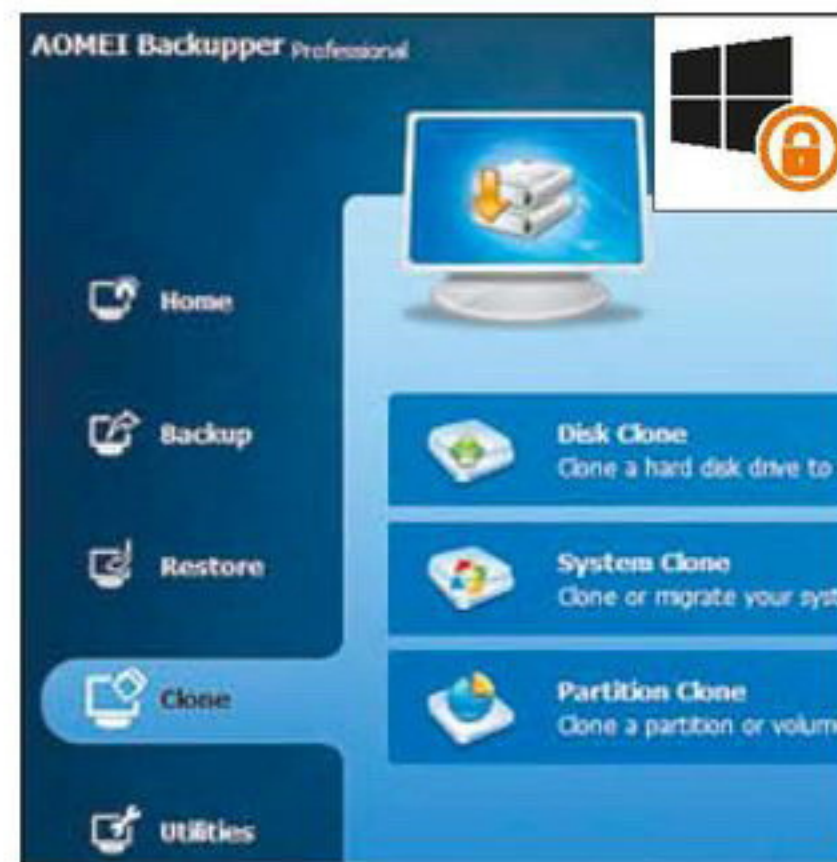 AOMEI Backupper Professional
Home
Backup
Restore
Clone
Utilities
Disk Clone
Clone a hard disk drive to
System Clone
Clone or migrate your syst
Partition Clone
Clone a partition or volume